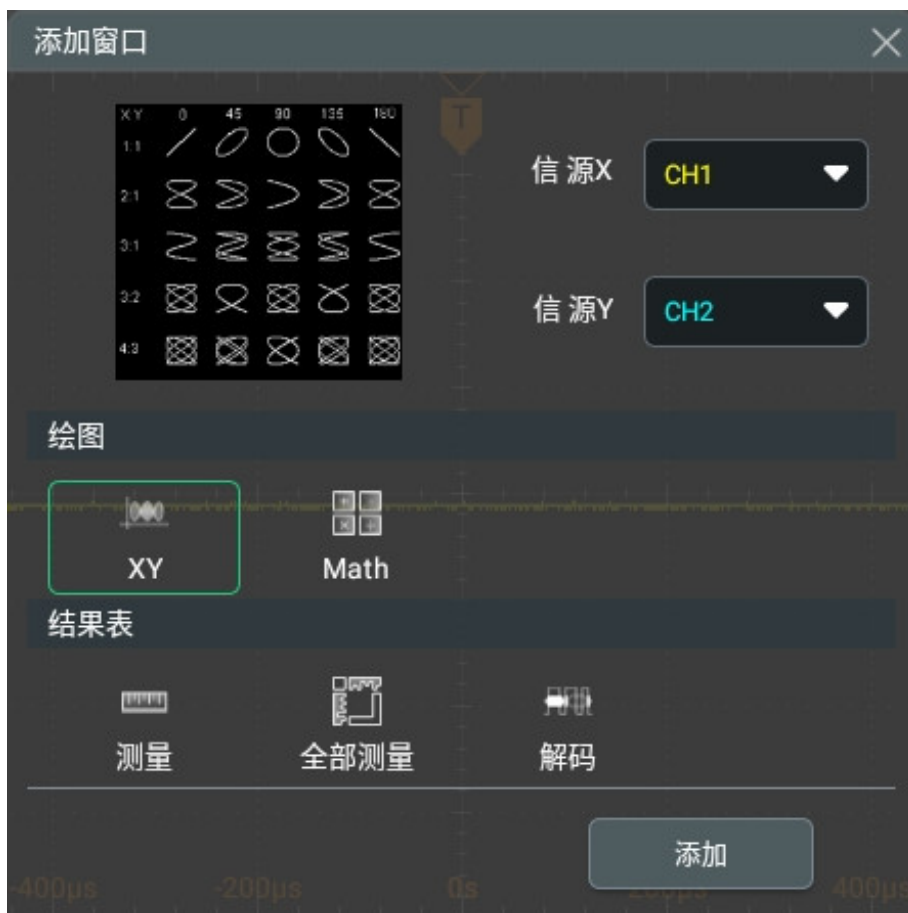 添加窗口
XY 0 45 90 135 180
1:1
2:1
3:1
3:2
4:3
T
信源X CH1
信源Y CH2
绘图
XY Math
结果表
测量 全部测量 解码
添加
-400μs -200μs 0s 200μs 400μs